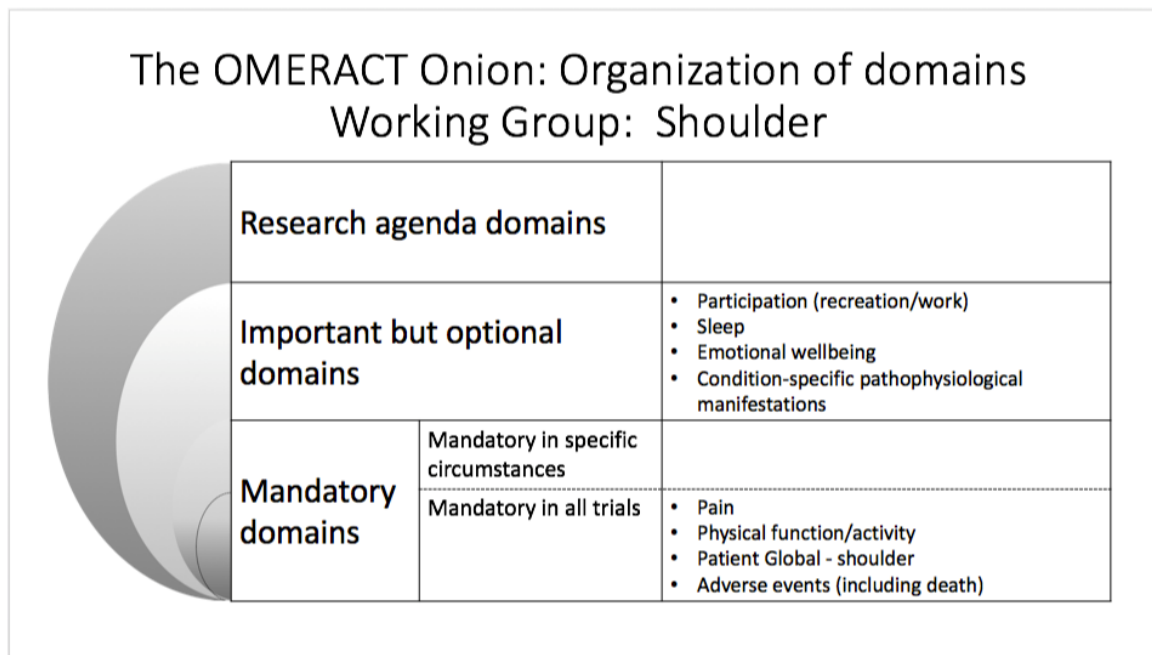 The OMERACT Onion: Organization of domains
Working Group:  Shoulder
Research agenda domains
Important but optional
domains
• Participation (recreation/work)
• Sleep
• Emotional wellbeing
• Condition-specific pathophysiological
manifestations
Mandatory
domains
Mandatory in specific
circumstances
Mandatory in all trials
• Pain
• Physical function/activity
• Patient Global - shoulder
• Adverse events (including death)